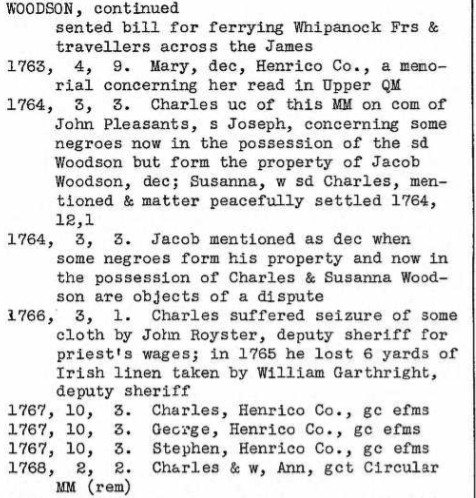 WOODSON, continued
sented bill for ferrying Whipanock Frs &
travellers across the James
1763, 4, 9. Mary, dec, Henrico Co., a memo-
rial concerning her read in Upper QM
1764, 3, 3. Charles uc of this MM on com of
John Pleasants, s Joseph, concerning some
negroes now in the possession of the sd
Woodson but form the property of Jacob
Woodson, dec; Susanna, w sd Charles, men-
tioned & matter peacefully settled 1764,
12,1
1764, 3, 3. Jacob mentioned as dec when
some negroes form his property and now in
the possession of Charles & Susanna Wood-
son are objects of a dispute
1766, 3, 1. Charles suffered seizure of some
cloth by John Royster, deputy sheriff for
priest's wages; in 1765 he lost 6 yards of
Irish linen taken by William Garthright,
deputy sheriff
1767, 10, 3. Charles, Henrico Co., gc efms
1767, 10, 3. George, Henrico Co., gc efms
1767, 10, 3. Stephen, Henrico Co., gc efms
1768, 2, 2. Charles & w, Ann, gct Circular
MM (rem)